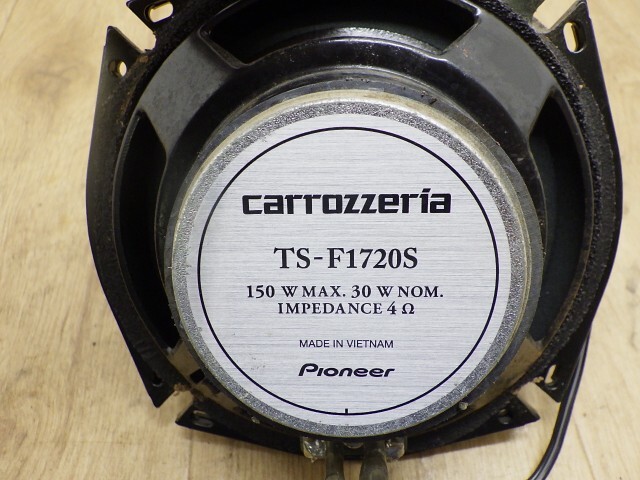 carrozzeria
TS-F1720S
150 W MAX. 30 W NOM.
IMPEDANCE 4 Ω
MADE IN VIETNAM
Pioneer